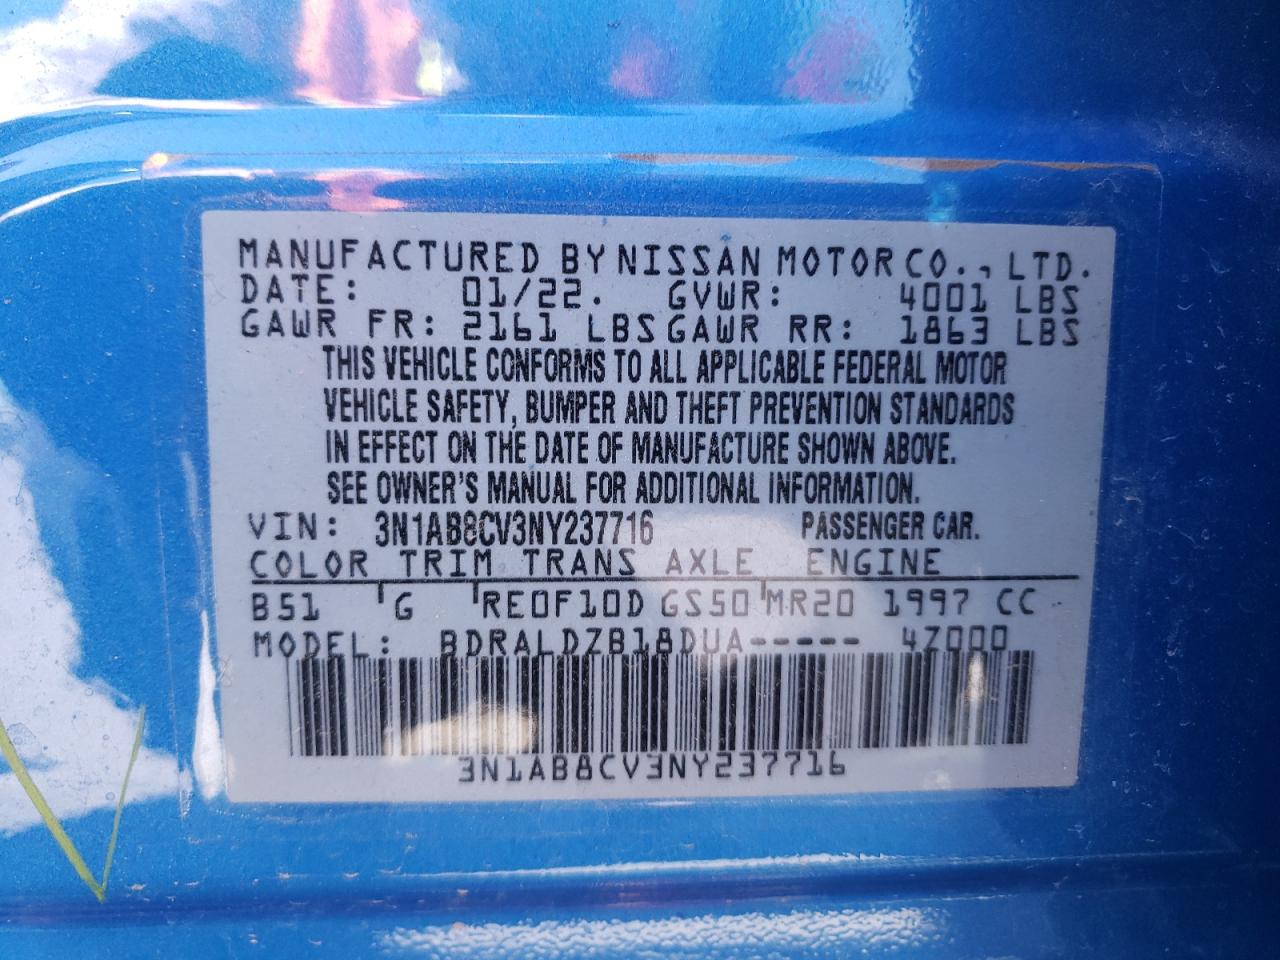 MANUFACTURED BY NISSAN MOTOR CO., LTD.
DATE: 01/22. GVWR: 4001 LBS
GAWR FR: 2161 LBS GAWR RR: 1863 LBS
THIS VEHICLE CONFORMS TO ALL APPLICABLE FEDERAL MOTOR
VEHICLE SAFETY, BUMPER AND THEFT PREVENTION STANDARDS
IN EFFECT ON THE DATE OF MANUFACTURE SHOWN ABOVE.
SEE OWNER'S MANUAL FOR ADDITIONAL INFORMATION.
VIN: 3N1AB8CV3NY237716 PASSENGER CAR.
COLOR TRIM TRANS AXLE ENGINE
B51 G RE0F10D GS50 MR20 1997 CC
MODEL: BDRALDZB18DUA----- 4Z000
3N1AB8CV3NY237716